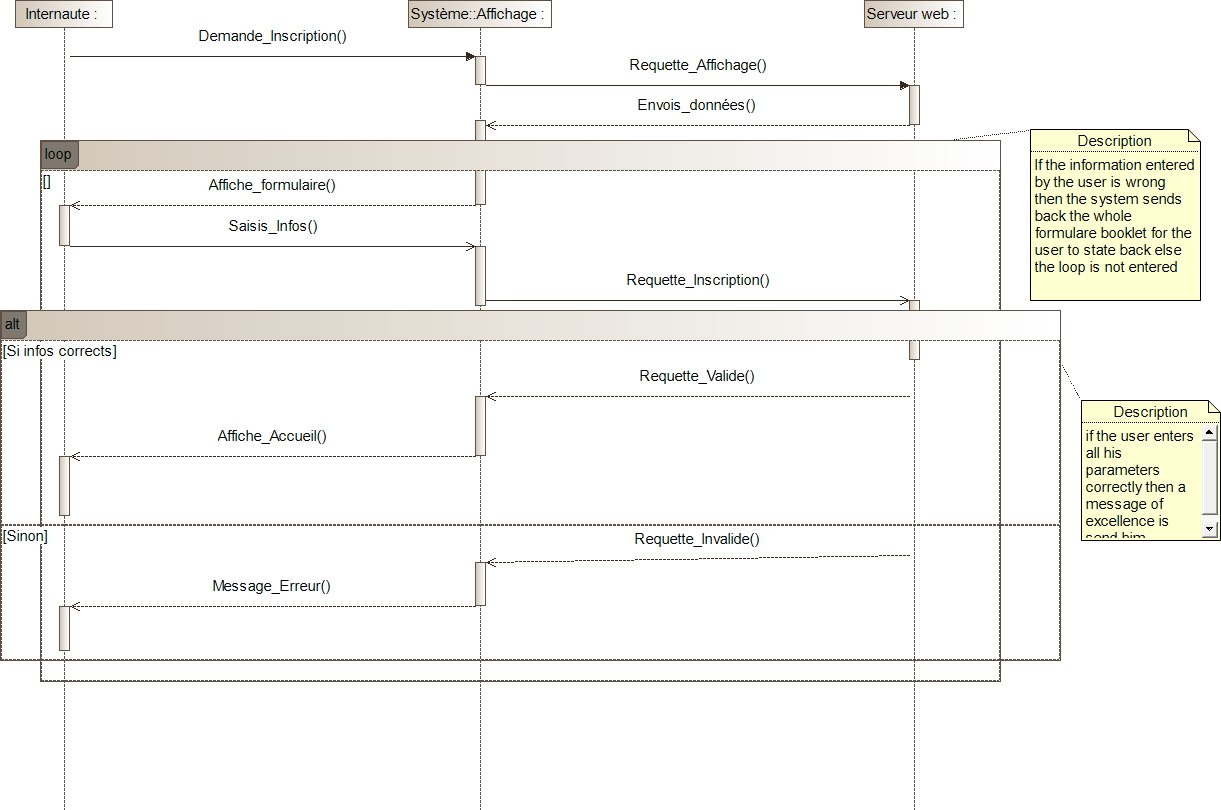 Internaute :
Système::Affichage :
Serveur web :
Demande_Inscription()
Requette_Affichage()
Envois_données()
loop
[]
Affiche_formulaire()
Saisis_Infos()
Requette_Inscription()
Description
If the information entered
by the user is wrong
then the system sends
back the whole
formulare booklet for the
user to state back else
the loop is not entered
alt
[Si infos corrects]
Requette_Valide()
Affiche_Accueil()
Description
if the user enters
all his
parameters
correctly then a
message of
excellence is
send him
[Sinon]
Requette_Invalide()
Message_Erreur()